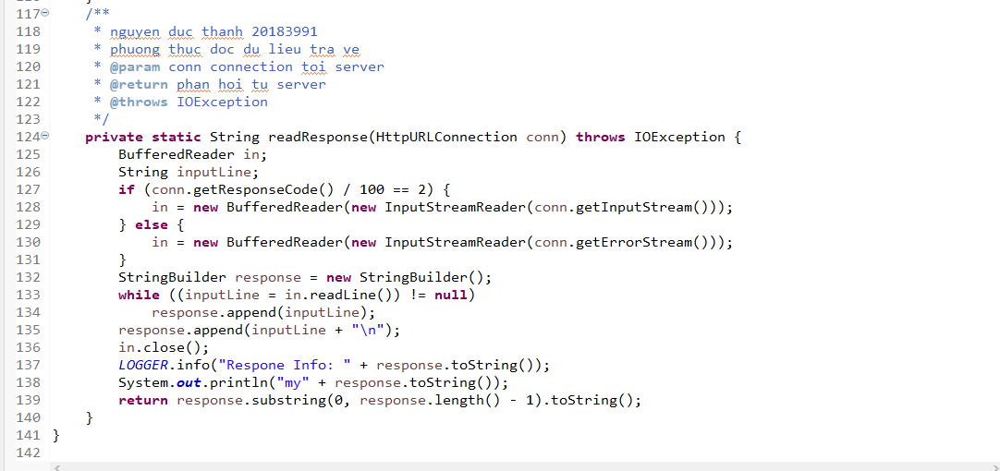 117 /**
118 * nguyen duc thanh 20183991
119 * phuong thuc doc du lieu tra ve
120 * @param conn connection toi server
121 * @return phan hoi tu server
122 * @throws IOException
123 */
124 private static String readResponse(HttpURLConnection conn) throws IOException {
125 BufferedReader in;
126 String inputLine;
127 if (conn.getResponseCode() / 100 == 2) {
128 in = new BufferedReader(new InputStreamReader(conn.getInputStream()));
129 } else {
130 in = new BufferedReader(new InputStreamReader(conn.getErrorStream()));
131 }
132 StringBuilder response = new StringBuilder();
133 while ((inputLine = in.readLine()) != null)
134 response.append(inputLine);
135 response.append(inputLine + "\n");
136 in.close();
137 LOGGER.info("Respone Info: " + response.toString());
138 System.out.println("my" + response.toString());
139 return response.substring(0, response.length() - 1).toString();
140 }
141 }
142